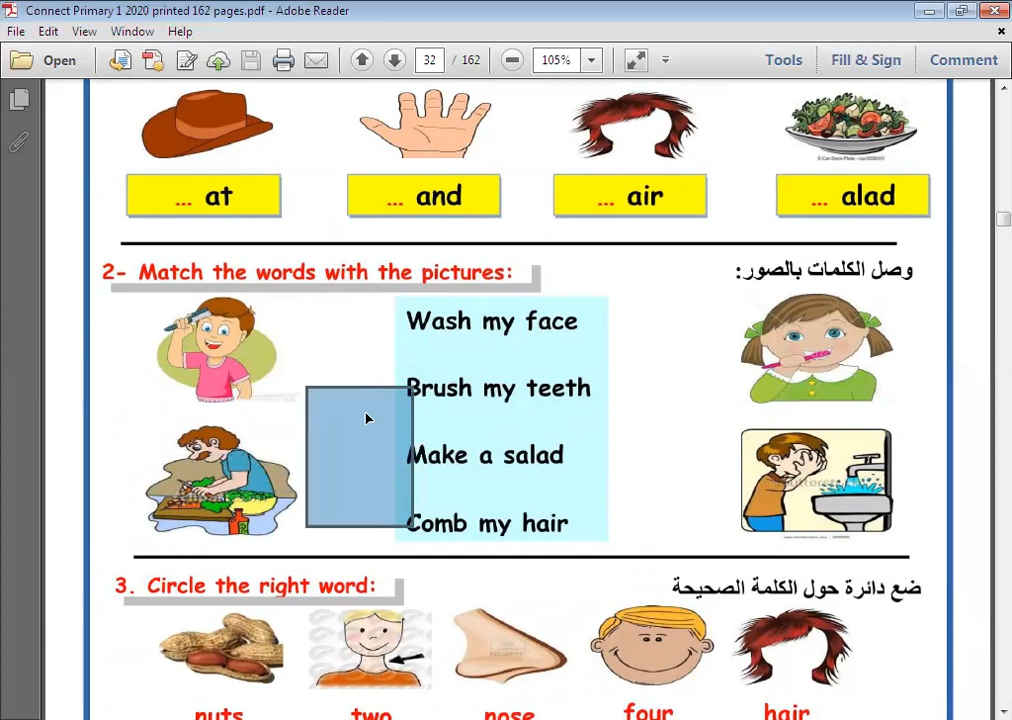 Connect Primary 1 2020 printed 162 pages.pdf - Adobe Reader
File Edit View Window Help
Open 32 / 162 105% Tools Fill & Sign Comment
... at ... and ... air ... alad
2- Match the words with the pictures: وصل الكلمات بالصور:
Wash my face
Brush my teeth
Make a salad
Comb my hair
3. Circle the right word: ضع دائرة حول الكلمة الصحيحة
nuts two nose four hair